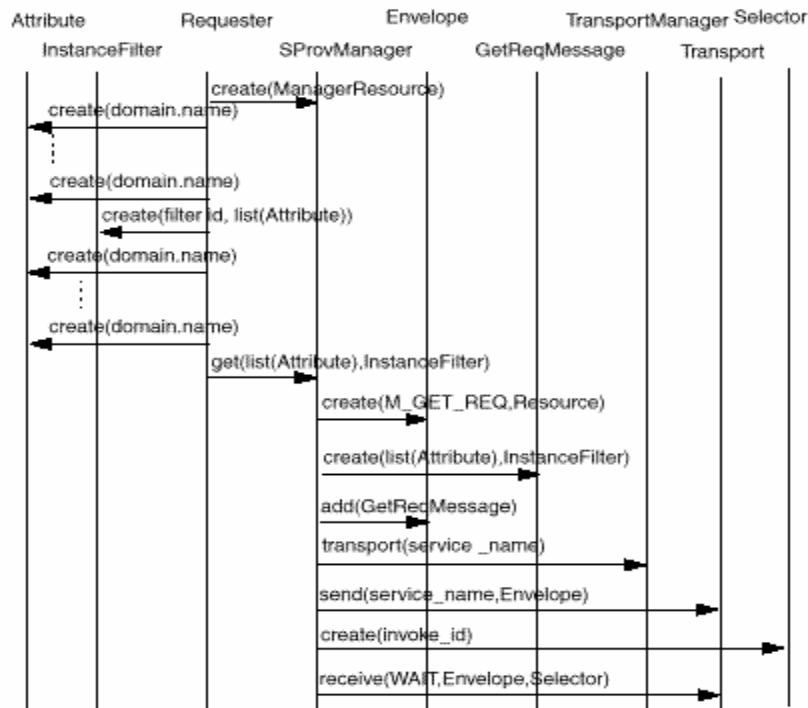 Attribute Requester Envelope TransportManager Selector
InstanceFilter SProvManager GetReqMessage Transport
create(ManagerResource)
create(domain.name)
create(domain.name)
create(filter id, list(Attribute))
create(domain.name)
create(domain.name)
get(list(Attribute),InstanceFilter)
create(M_GET_REQ,Resource)
create(list(Attribute),InstanceFilter)
add(GetReqMessage)
transport(service _name)
send(service_name,Envelope)
create(invoke_id)
receive(WAIT,Envelope,Selector)